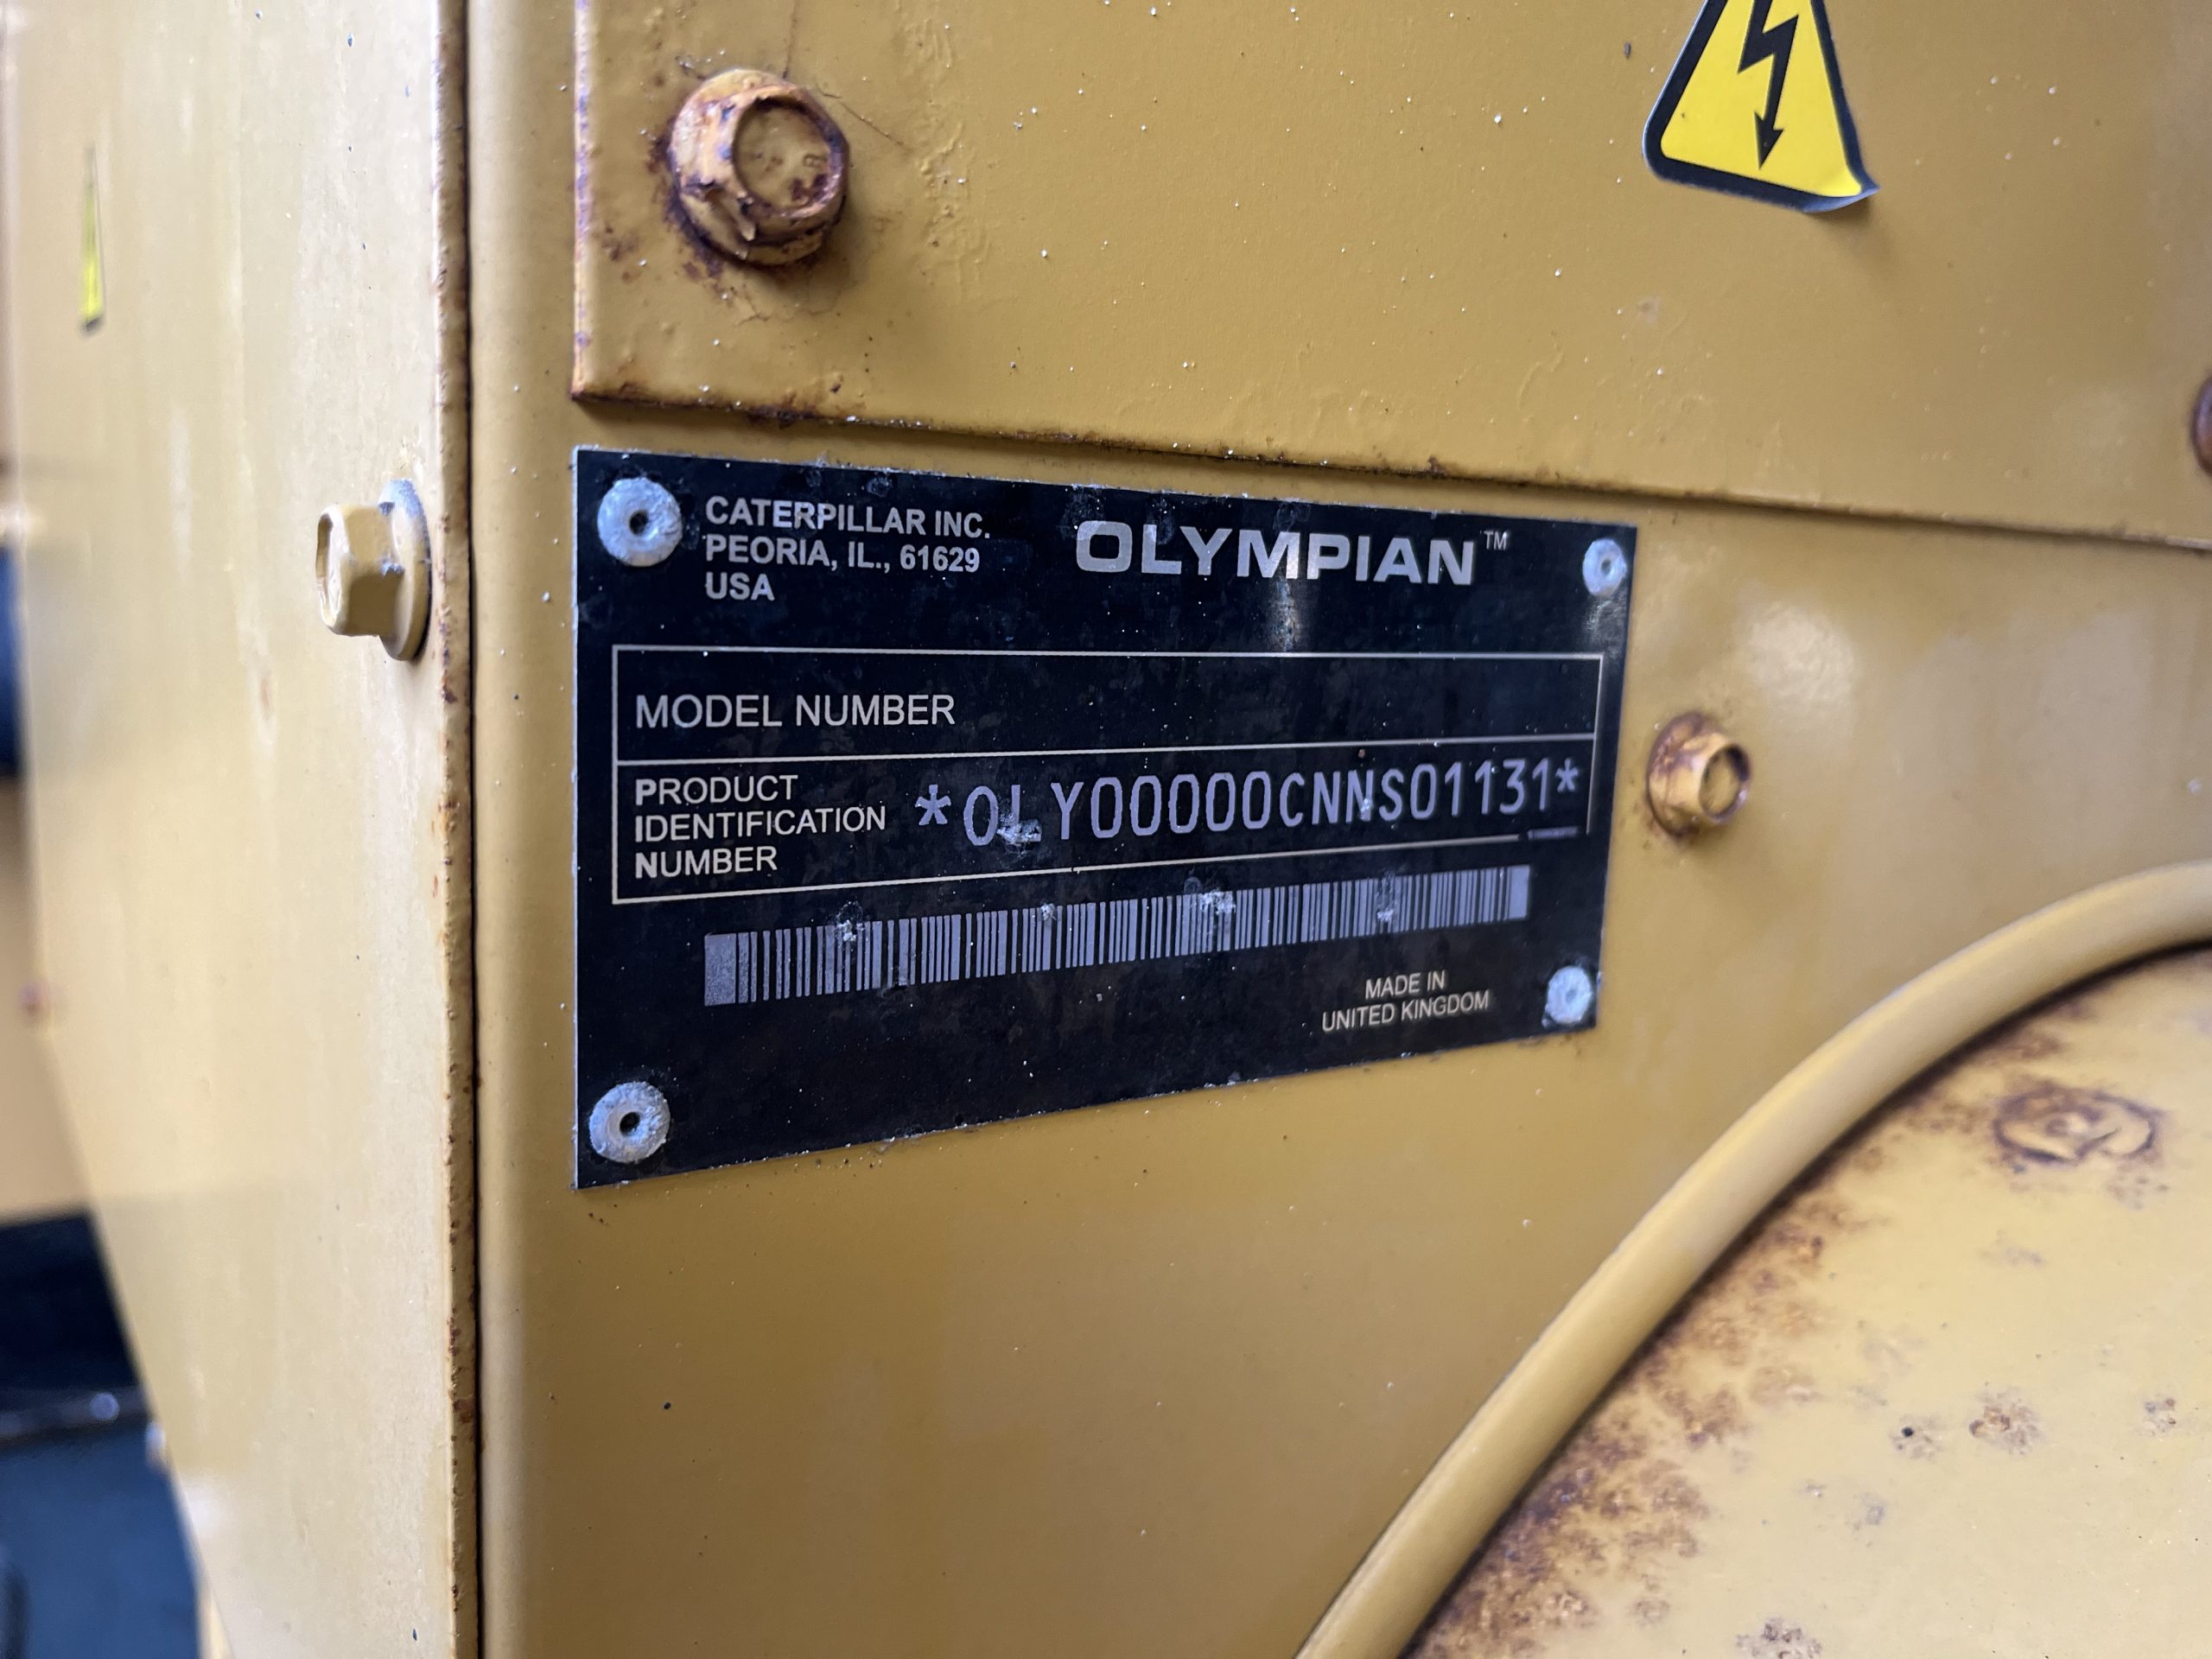 CATERPILLAR INC.
PEORIA, IL., 61629
USA
OLYMPIAN™
MODEL NUMBER
PRODUCT
IDENTIFICATION
NUMBER
*OLY00000CNNS01131*
MADE IN
UNITED KINGDOM